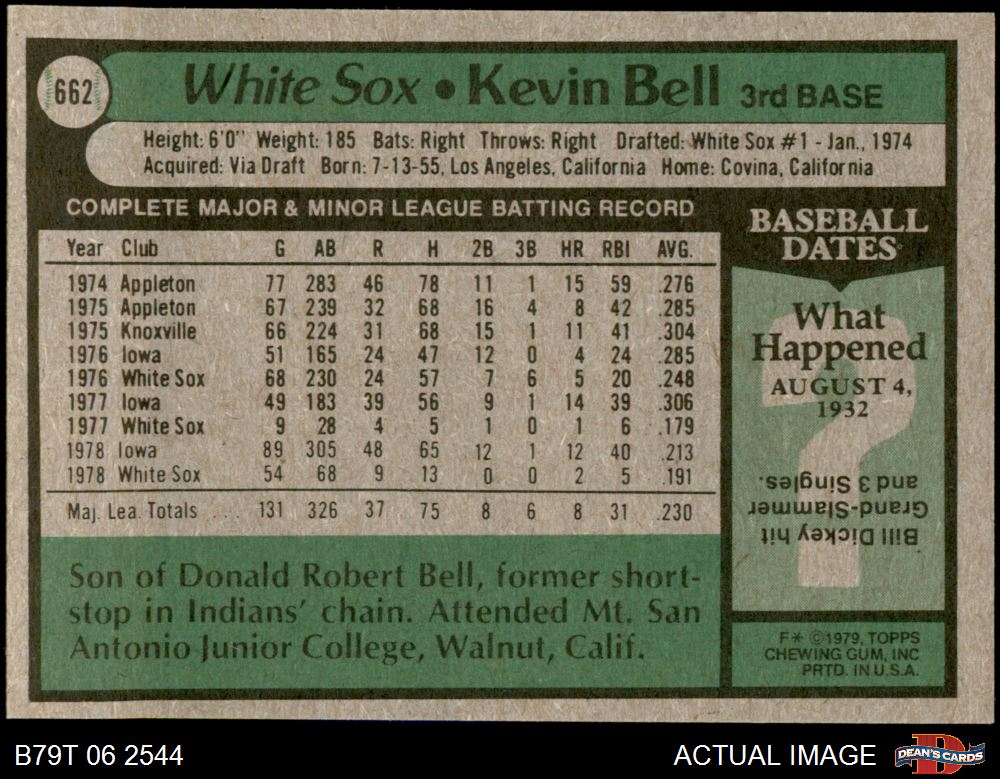 662
White Sox • Kevin Bell 3rd BASE
Height: 6'0" Weight: 185 Bats: Right Throws: Right Drafted: White Sox #1 - Jan., 1974
Acquired: Via Draft Born: 7-13-55, Los Angeles, California Home: Covina, California
COMPLETE MAJOR & MINOR LEAGUE BATTING RECORD
Year Club G AB R H 2B 3B HR RBI AVG.
1974 Appleton 77 283 46 78 11 1 15 59 .276
1975 Appleton 67 239 32 68 16 4 8 42 .285
1975 Knoxville 66 224 31 68 15 1 11 41 .304
1976 Iowa 51 165 24 47 12 0 4 24 .285
1976 White Sox 68 230 24 57 7 6 5 20 .248
1977 Iowa 49 183 39 56 9 1 14 39 .306
1977 White Sox 9 28 4 5 1 0 1 6 .179
1978 Iowa 89 305 48 65 12 1 12 40 .213
1978 White Sox 54 68 9 13 0 0 2 5 .191
Maj. Lea. Totals .... 131 326 37 75 8 6 8 31 .230
Son of Donald Robert Bell, former short-
stop in Indians' chain. Attended Mt. San
Antonio Junior College, Walnut, Calif.
BASEBALL
DATES
What
Happened
AUGUST 4,
1932
Bill Dickey hit
Grand-Slammer
and 3 Singles.
F* ©1979, TOPPS
CHEWING GUM, INC
PRTD. IN U.S.A.
B79T 06 2544
ACTUAL IMAGE
DEAN'S CARDS